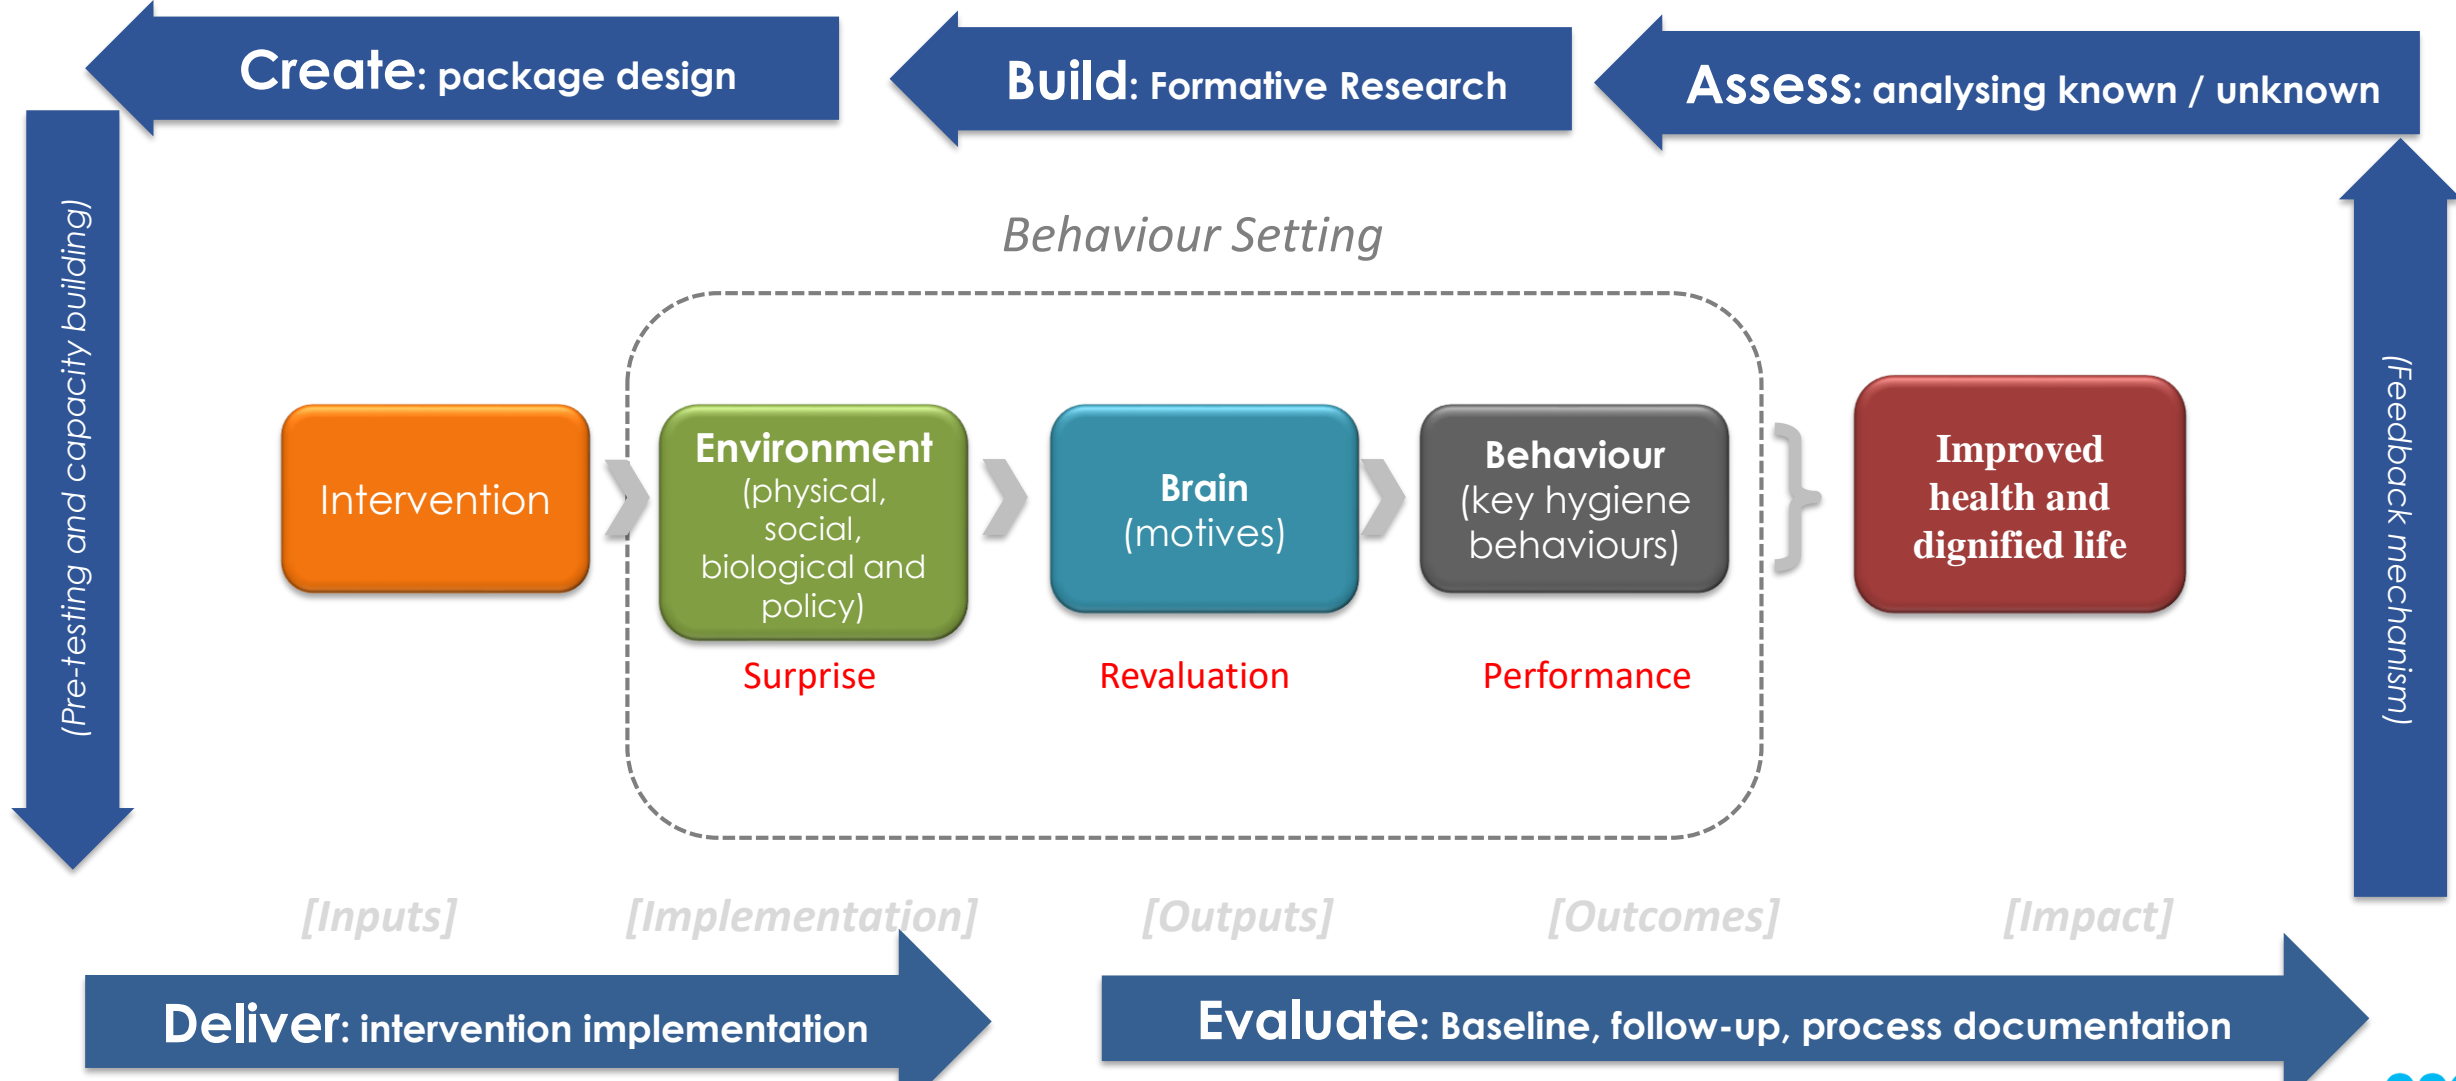 Create: package design
Build: Formative Research
Assess: analysing known / unknown
(Pre-testing and capacity building)
Behaviour Setting
Intervention
Environment
(physical,
social,
biological and
policy)
Surprise
Brain
(motives)
Revaluation
Behaviour
(key hygiene
behaviours)
Performance
Improved
health and
dignified life
(Feedback mechanism)
[Inputs]
[Implementation]
[Outputs]
[Outcomes]
[Impact]
Deliver: intervention implementation
Evaluate: Baseline, follow-up, process documentation